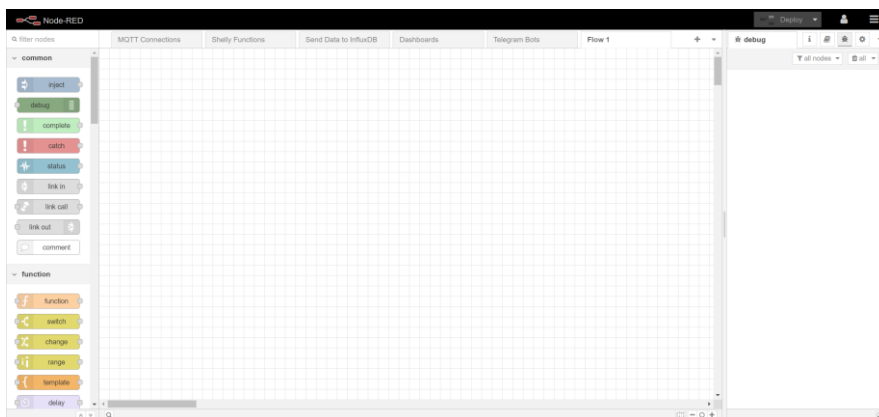 Node-RED
Deploy
filter nodes
MQTT Connections
Shelly Functions
Send Data to InfluxDB
Dashboards
Telegram Bots
Flow 1
debug
i
all nodes
all
common
inject
debug
complete
catch
status
link in
link call
link out
comment
function
function
switch
change
range
template
delay